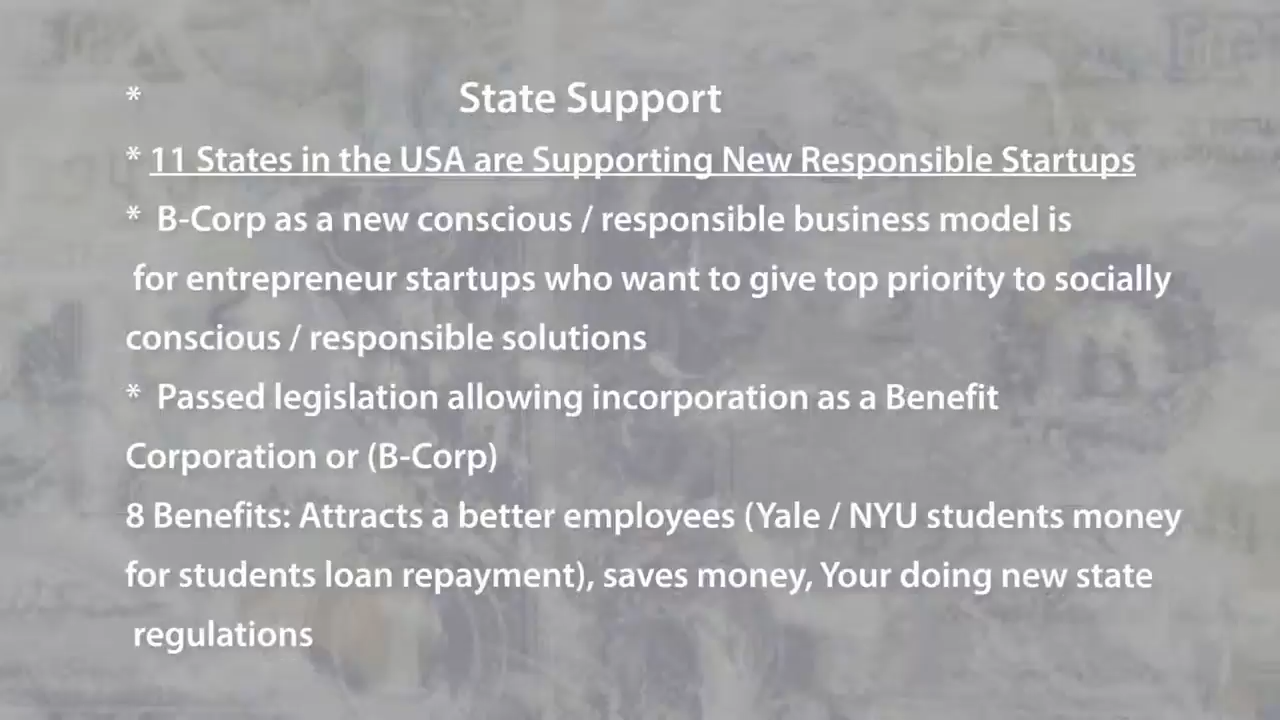 * State Support
* 11 States in the USA are Supporting New Responsible Startups
* B-Corp as a new conscious / responsible business model is
for entrepreneur startups who want to give top priority to socially
conscious / responsible solutions
* Passed legislation allowing incorporation as a Benefit
Corporation or (B-Corp)
8 Benefits: Attracts a better employees (Yale / NYU students money
for students loan repayment), saves money, Your doing new state
regulations